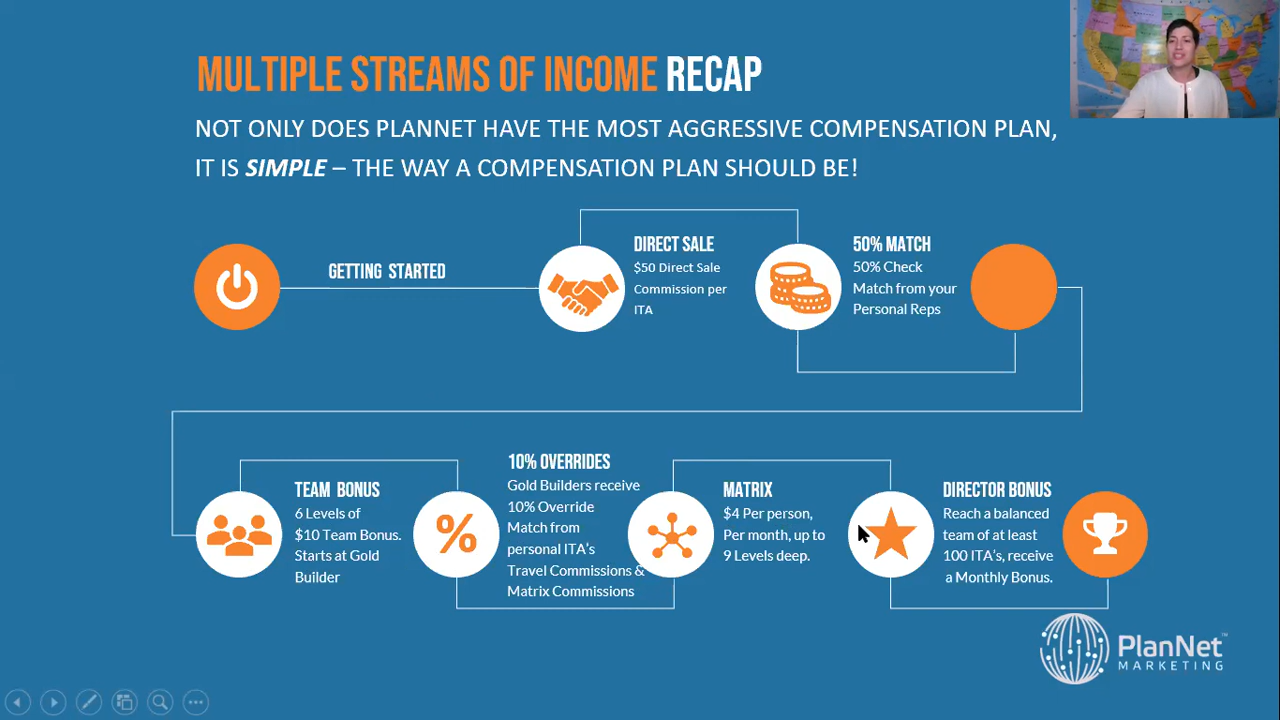 MULTIPLE STREAMS OF INCOME RECAP
NOT ONLY DOES PLANNET HAVE THE MOST AGGRESSIVE COMPENSATION PLAN,
IT IS SIMPLE – THE WAY A COMPENSATION PLAN SHOULD BE!
GETTING STARTED
DIRECT SALE
$50 Direct Sale
Commission per
ITA
50% MATCH
50% Check
Match from your
Personal Reps
TEAM BONUS
6 Levels of
$10 Team Bonus.
Starts at Gold
Builder
%
10% OVERRIDES
Gold Builders receive
10% Override
Match from
personal ITA's
Travel Commissions &
Matrix Commissions
MATRIX
$4 Per person,
Per month, up to
9 Levels deep.
DIRECTOR BONUS
Reach a balanced
team of at least
100 ITA's, receive
a Monthly Bonus.
PlanNet™
MARKETING